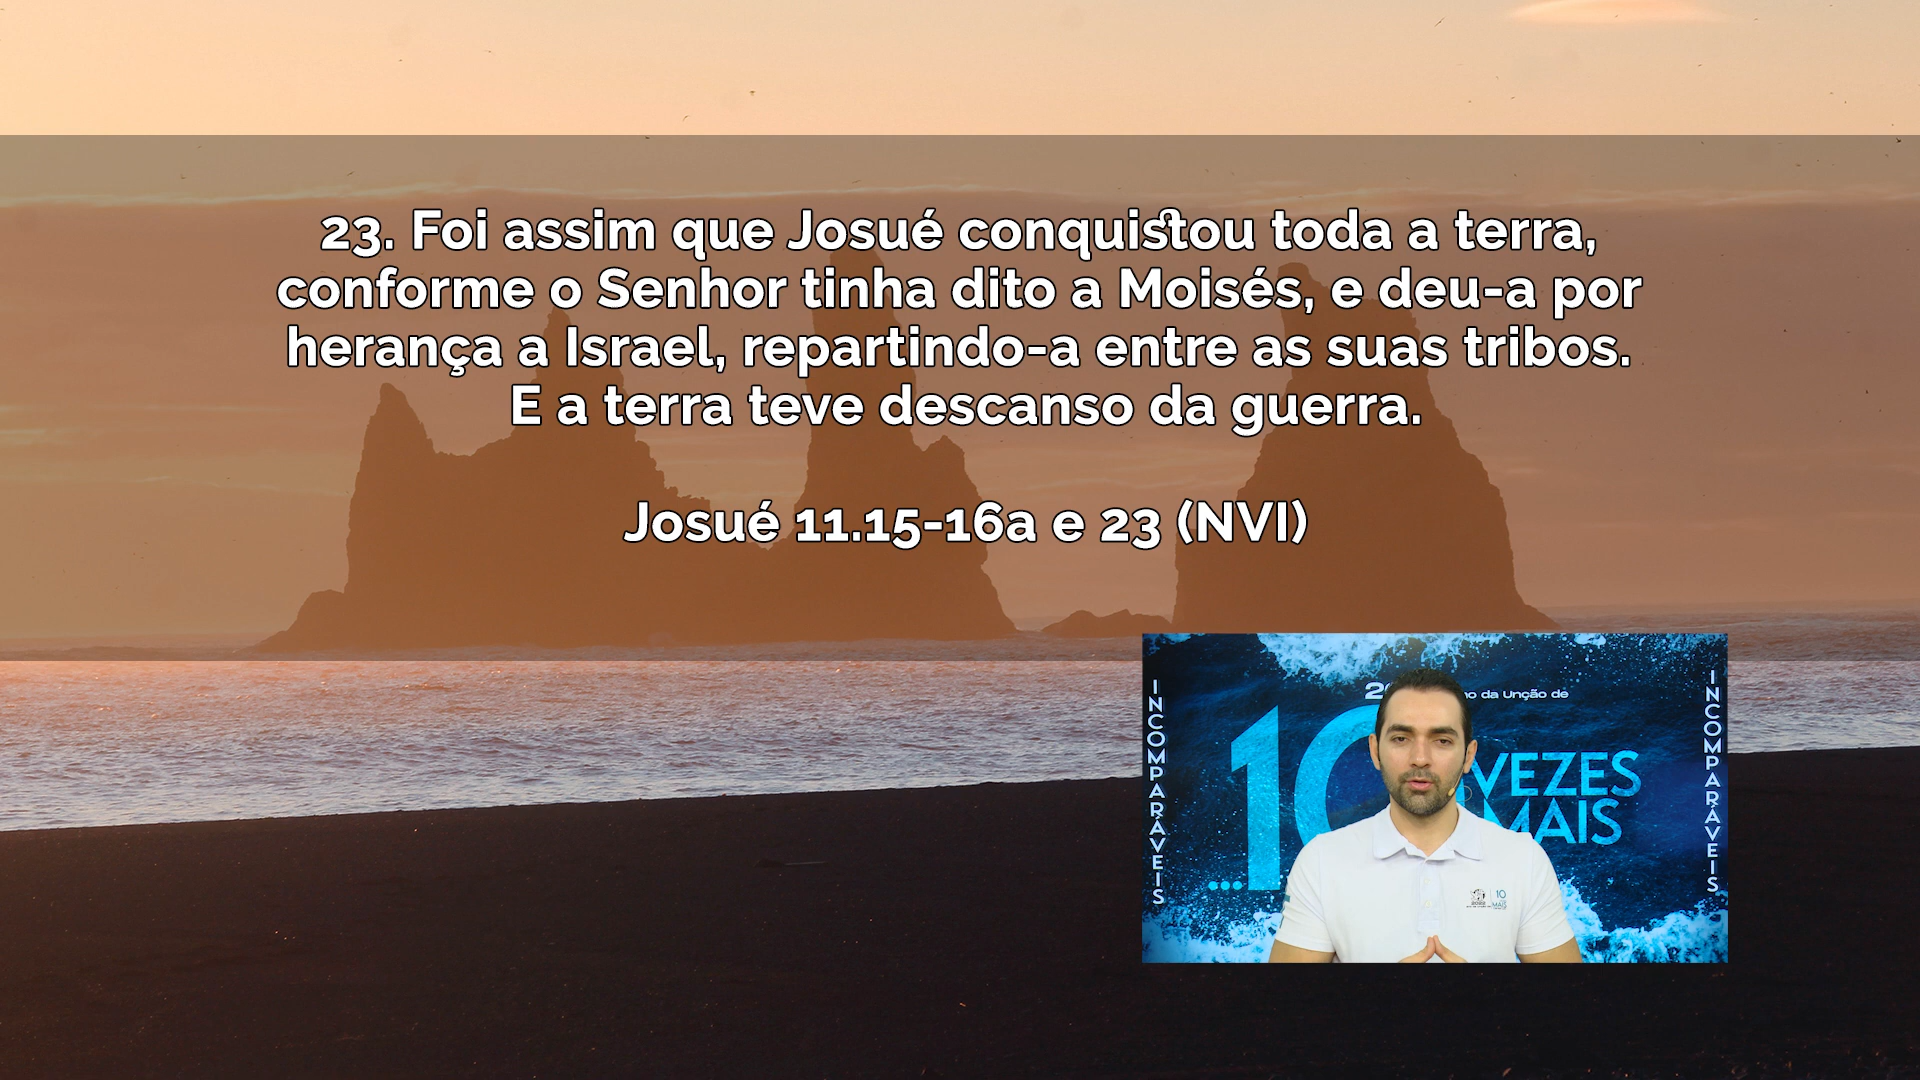 23. Foi assim que Josué conquistou toda a terra,
conforme o Senhor tinha dito a Moisés, e deu-a por
herança a Israel, repartindo-a entre as suas tribos.
E a terra teve descanso da guerra.
Josué 11.15-16a e 23 (NVI)
INCOMPARÁVEIS
da Unção de
...10
VEZES
MAIS
INCOMPARÁVEIS
10
MAIS